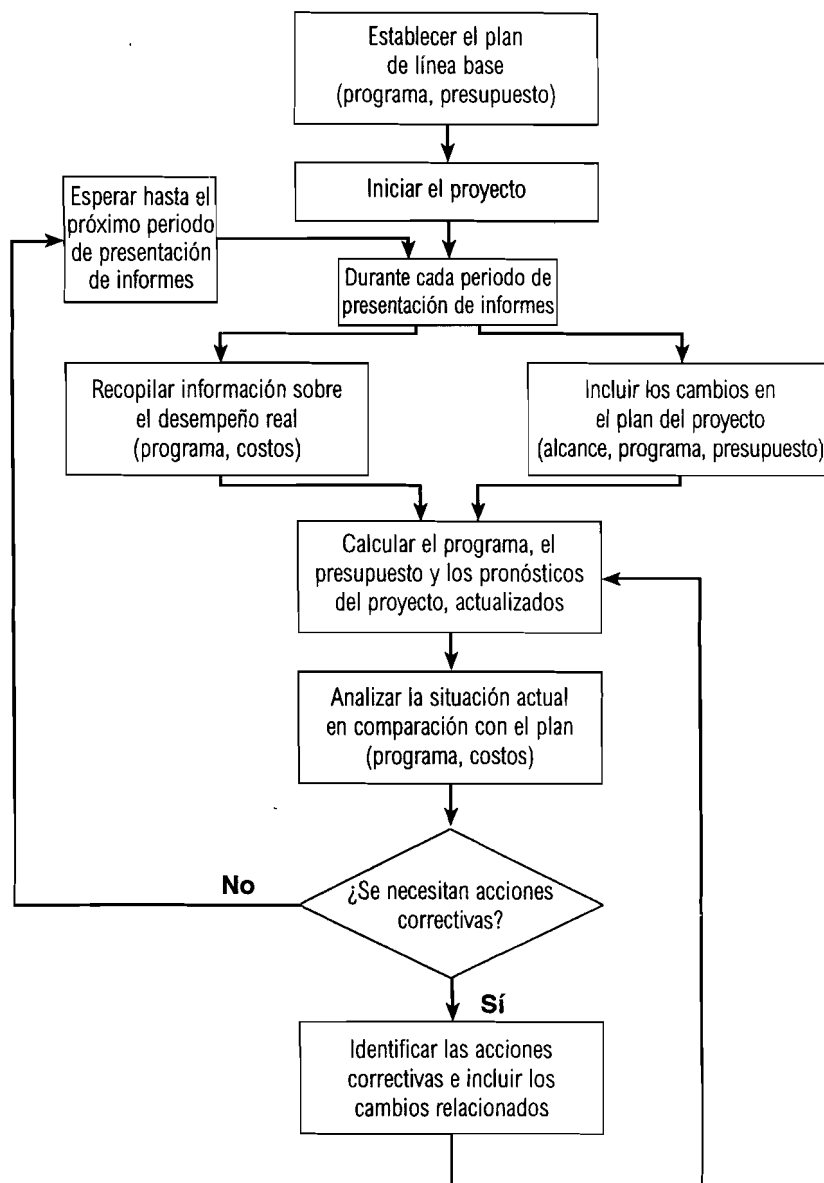 Establecer el plan
de línea base
(programa, presupuesto)
Iniciar el proyecto
Esperar hasta el
próximo periodo
de presentación
de informes
Durante cada periodo de
presentación de informes
Recopilar información sobre
el desempeño real
(programa, costos)
Incluir los cambios en
el plan del proyecto
(alcance, programa, presupuesto)
Calcular el programa, el
presupuesto y los pronósticos
del proyecto, actualizados
Analizar la situación actual
en comparación con el plan
(programa, costos)
No
¿Se necesitan acciones
correctivas?
Sí
Identificar las acciones
correctivas e incluir los
cambios relacionados